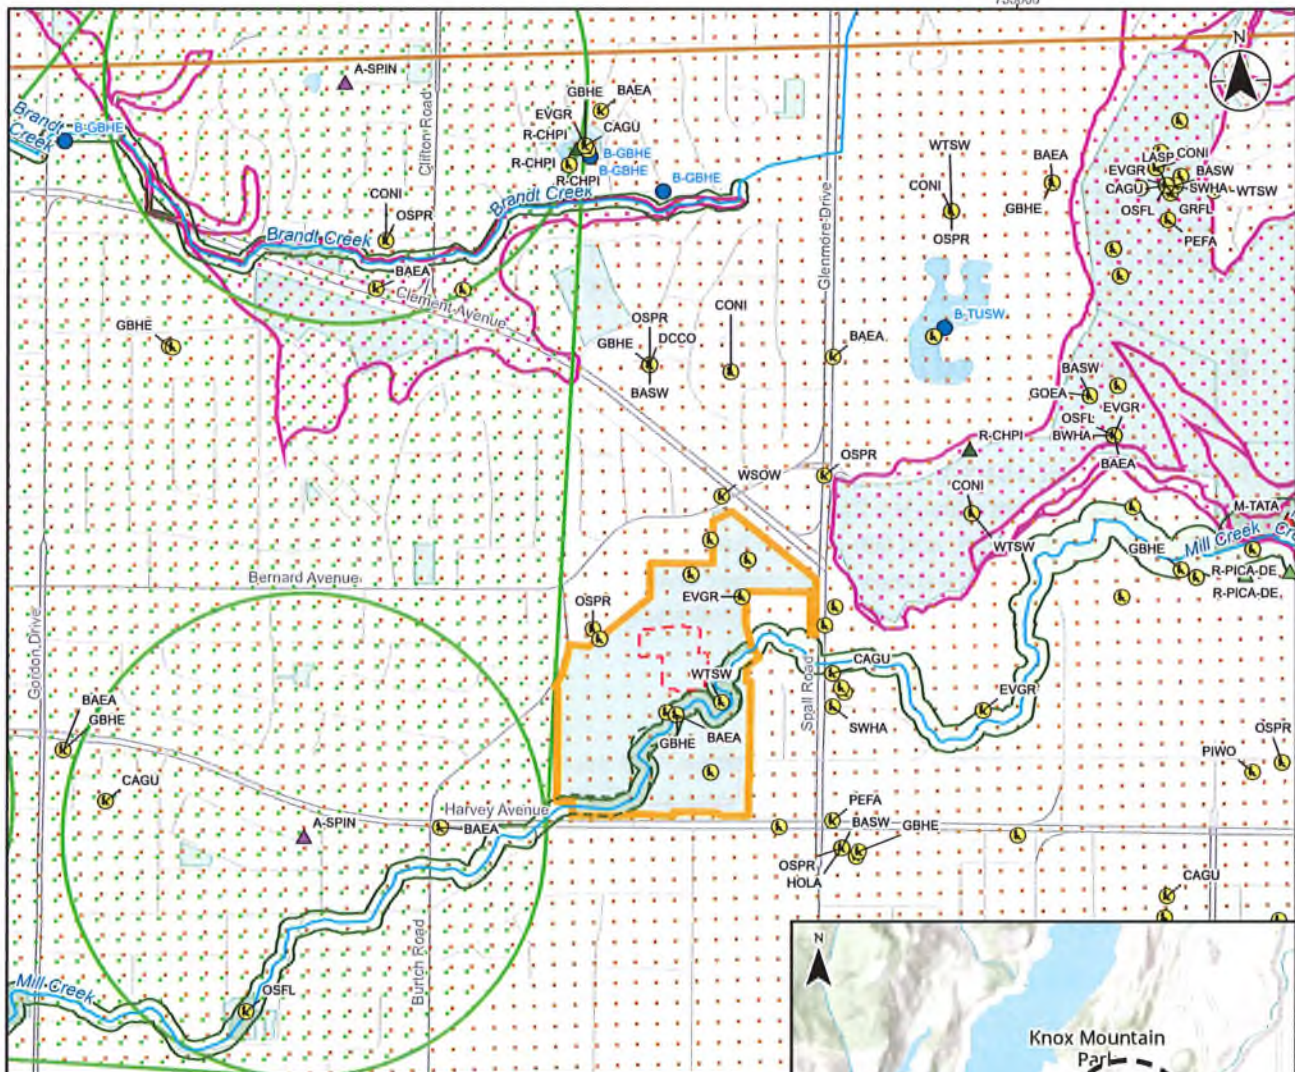 N
A-SPIN
GBHE
BAEA
EVGR
CAGU
R-CHPI
B-GBHE
R-CHPI
B-GBHE
R-CHPI
B-GBHE
Brandt Creek
B-GBHE
Clifton Road
Brandt Creek
Brandt Creek
CONI
OSPR
BAEA
Clement Avenue
GBHE
WTSW
CONI
OSPR
BAEA
GBHE
LASP
CONI
EVGR
BASW
CAGU
SWHA
WTSW
OSFL
GRFL
PEFA
Glenmore Drive
OSPR
GBHE
DCCO
BASW
CONI
BAEA
B-TUSW
BASW
GOEA
EVGR
OSFL
BWHA
BAEA
R-CHPI
OSPR
WSOW
CONI
WTSW
M-TATA
GBHE
Mill Creek
R-PICA-DE
R-PICA-DE
Bernard Avenue
Gordon Drive
OSPR
EVGR
WTSW
GBHE
BAEA
CAGU
Spall Road
SWHA
EVGR
BAEA
GBHE
CAGU
A-SPIN
Harvey Avenue
BAEA
PEFA
BASW
GBHE
OSPR
HOLA
PIWO
OSPR
CAGU
Burtch Road
OSFL
Mill Creek
N
Knox Mountain
Park